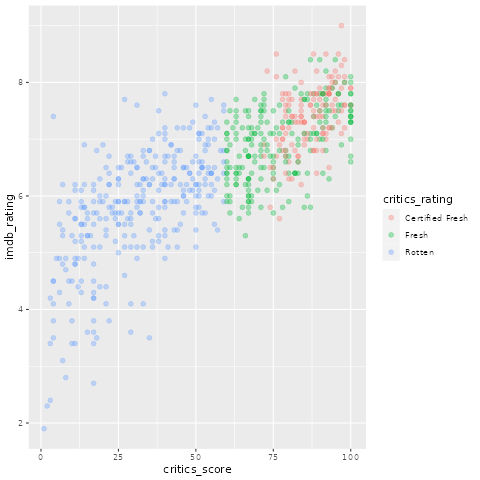 8
6
4
2
0
25
50
75
100
critics_score
imdb_rating
critics_rating
Certified Fresh
Fresh
Rotten